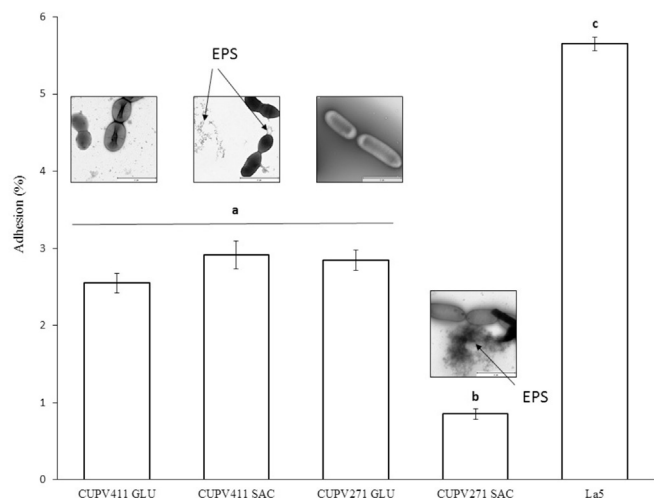 6
c
EPS
5
4
a
Adhesion (%)
3
2
EPS
b
1
0
CUPV411 GLU CUPV411 SAC CUPV271 GLU CUPV271 SAC La5